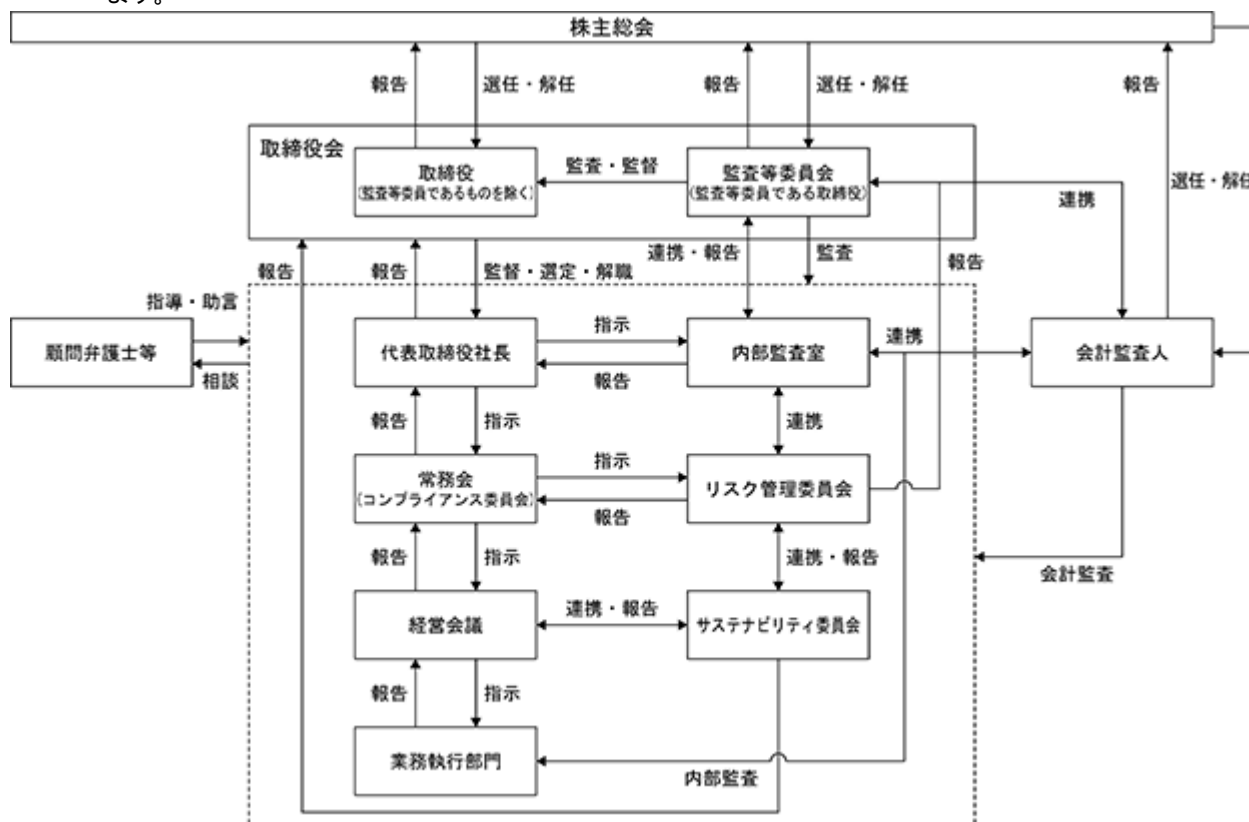 ます。
株主総会
報告
選任・解任
報告
選任・解任
報告
選任・解任
取締役会
取締役
(監査等委員であるものを除く)
監査・監督
監査等委員会
(監査等委員である取締役)
連携
報告
報告
監督・選定・解職
連携・報告
監査
報告
指導・助言
顧問弁護士等
相談
代表取締役社長
指示
報告
内部監査室
連携
会計監査人
報告
指示
連携
常務会
(コンプライアンス委員会)
指示
報告
リスク管理委員会
報告
指示
連携・報告
会計監査
経営会議
連携・報告
サステナビリティ委員会
報告
指示
業務執行部門
内部監査